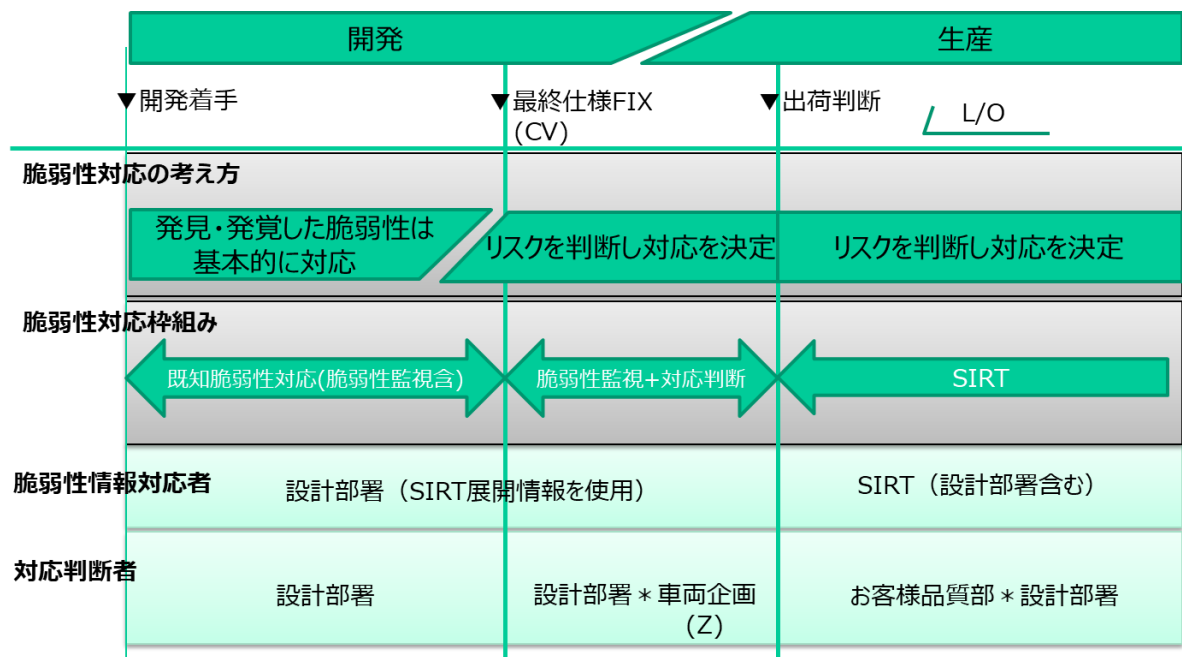 開発
生産
▼開発着手
▼最終仕様FIX
(CV)
▼出荷判断
L/O
脆弱性対応の考え方
発見・発覚した脆弱性は
基本的に対応
リスクを判断し対応を決定
リスクを判断し対応を決定
脆弱性対応枠組み
既知脆弱性対応(脆弱性監視含)
脆弱性監視+対応判断
SIRT
脆弱性情報対応者
設計部署（SIRT展開情報を使用）
SIRT（設計部署含む）
対応判断者
設計部署
設計部署＊車両企画
(Z)
お客様品質部＊設計部署